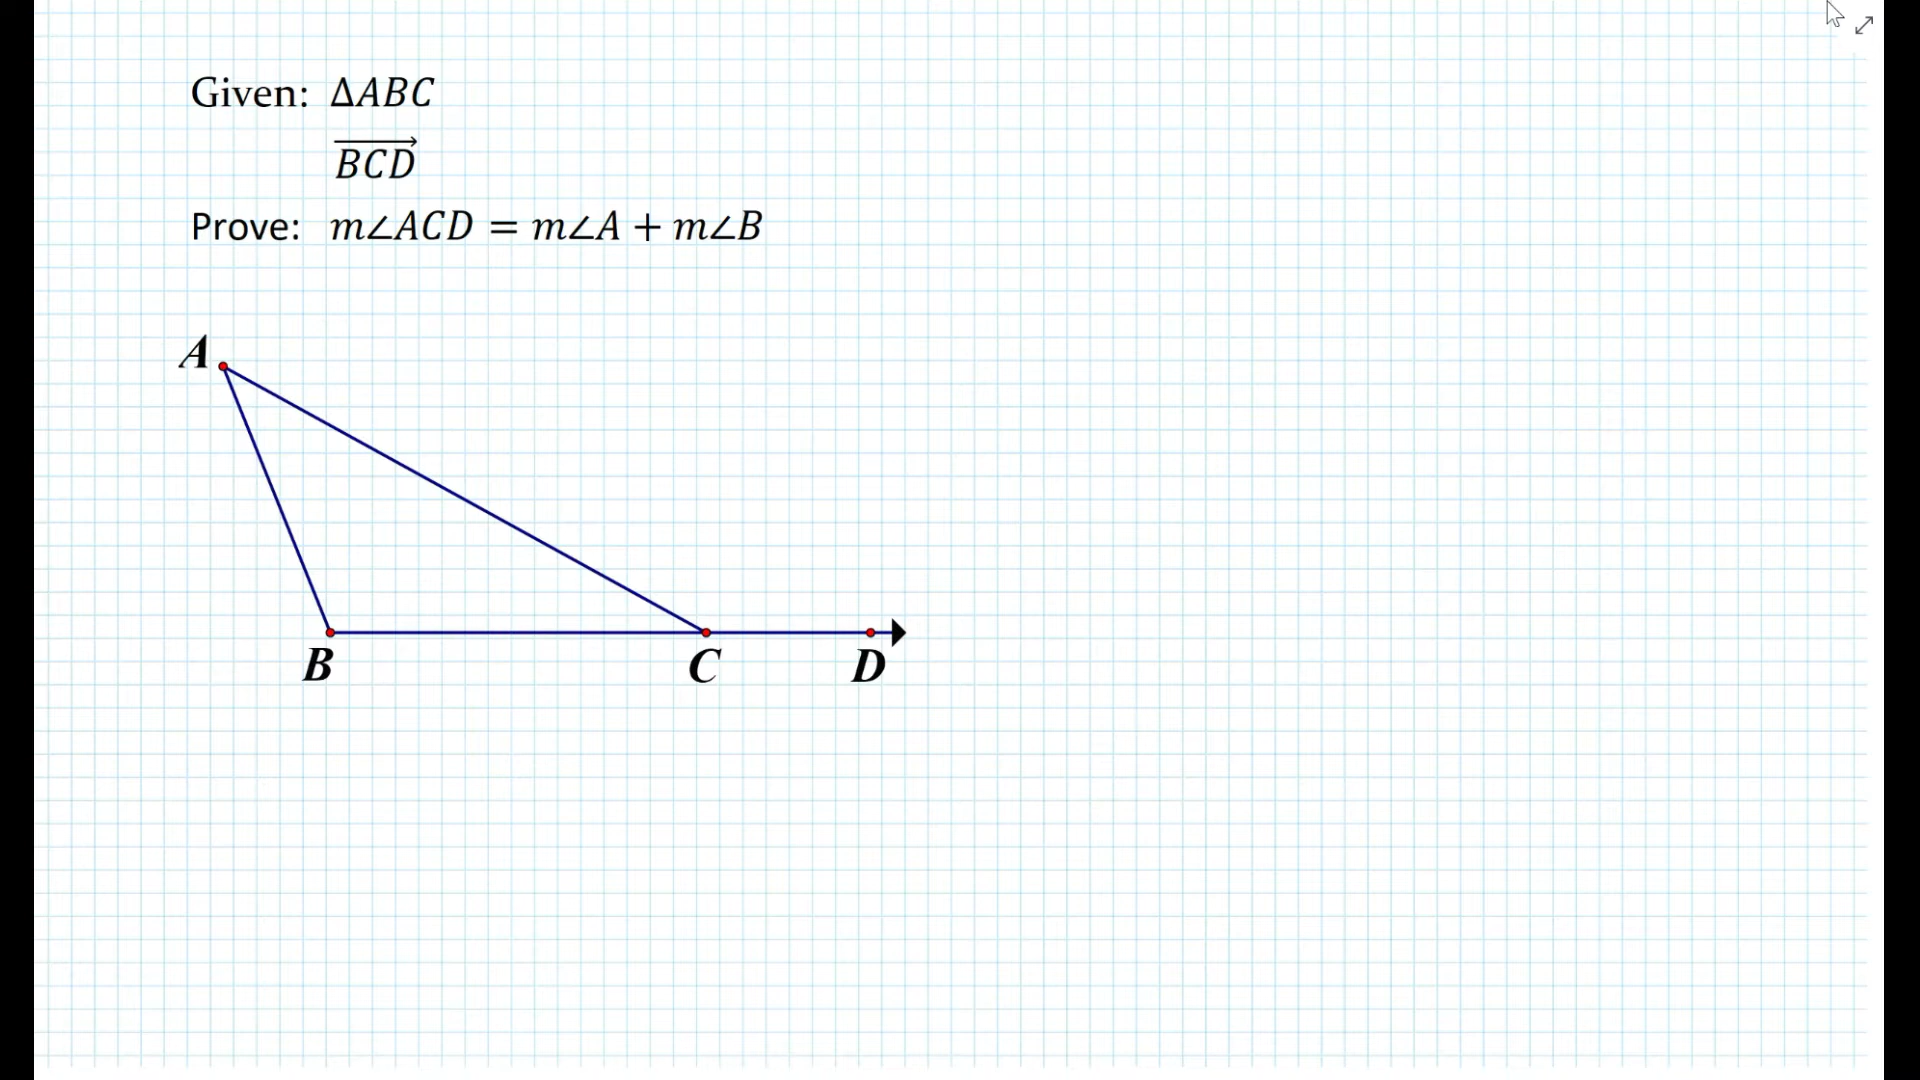 Given: ΔABC
BCD
Prove: m∠ACD = m∠A + m∠B
A
B
C
D